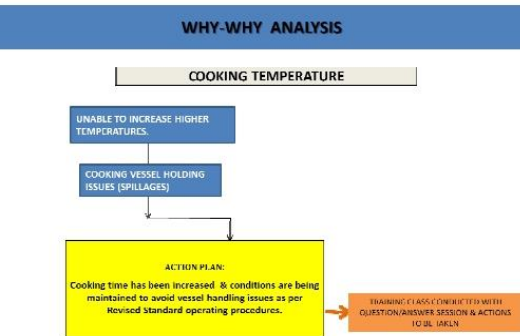 WHY-WHY ANALYSIS
COOKING TEMPERATURE
UNABLE TO INCREASE HIGHER
TEMPERATURES.
COOKING VESSEL HOLDING
ISSUES (SPILLAGES)
ACTION PLAN:
Cooking time has been increased & conditions are being
maintained to avoid vessel handling issues as per
Revised Standard operating procedures.
TRAINING CLASS CONDUCTED WITH
QUESTION/ANSWER SESSION & ACTIONS
TO BE TAKEN